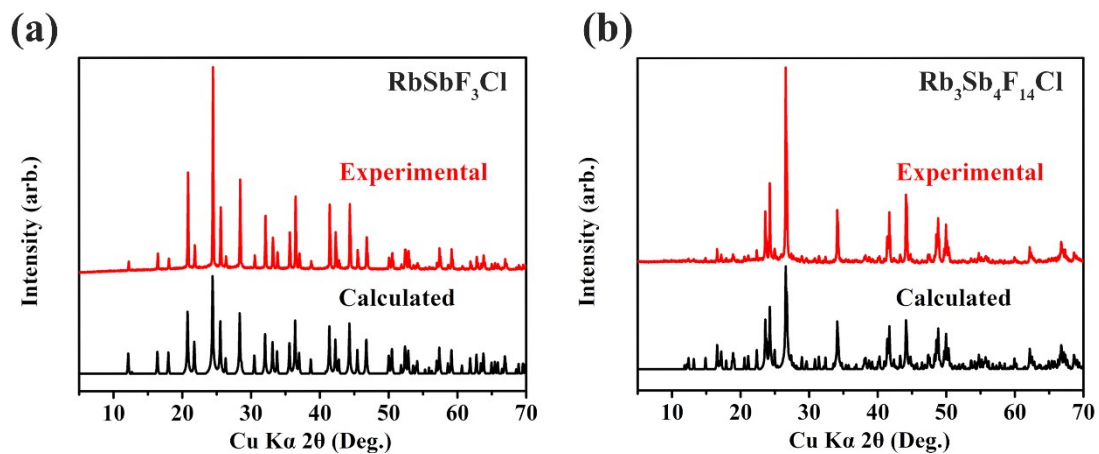 (a)
RbSbF₃Cl
Experimental
Calculated
Intensity (arb.)
10 20 30 40 50 60 70
Cu Kα 2θ (Deg.)
(b)
Rb₃Sb₄F₁₄Cl
Experimental
Calculated
Intensity (arb.)
10 20 30 40 50 60 70
Cu Kα 2θ (Deg.)